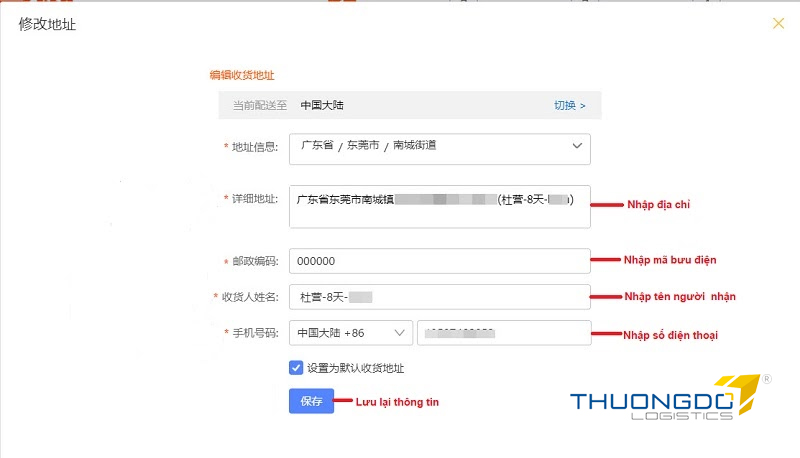 修改地址
编辑收货地址
当前配送至 中国大陆 切换 >
* 地址信息: 广东省 / 东莞市 / 南城街道
* 详细地址: 广东省东莞市南城镇 (杜营-8天- ) Nhập địa chỉ
* 邮政编码: 000000 Nhập mã bưu điện
* 收货人姓名: 杜营-8天- Nhập tên người nhận
* 手机号码: 中国大陆 +86 Nhập số điện thoại
设置为默认收货地址
保存 Lưu lại thông tin
THUONGDO ®
LOGISTICS